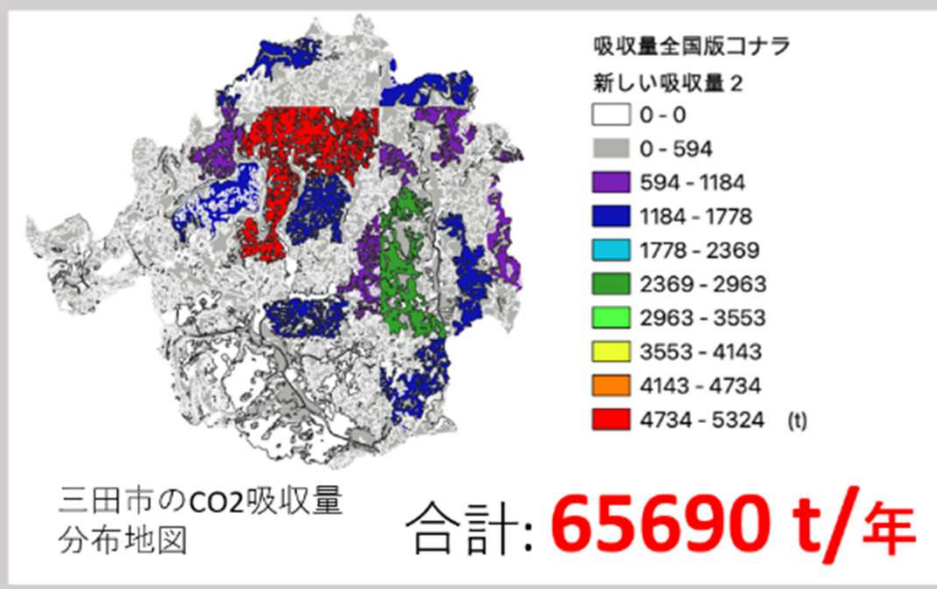 吸収量全国版コナラ
新しい吸収量2
0 - 0
0 - 594
594 - 1184
1184 - 1778
1778 - 2369
2369 - 2963
2963 - 3553
3553 - 4143
4143 - 4734
4734 - 5324 (t)
三田市のCO2吸収量
分布地図
合計: 65690 t/年